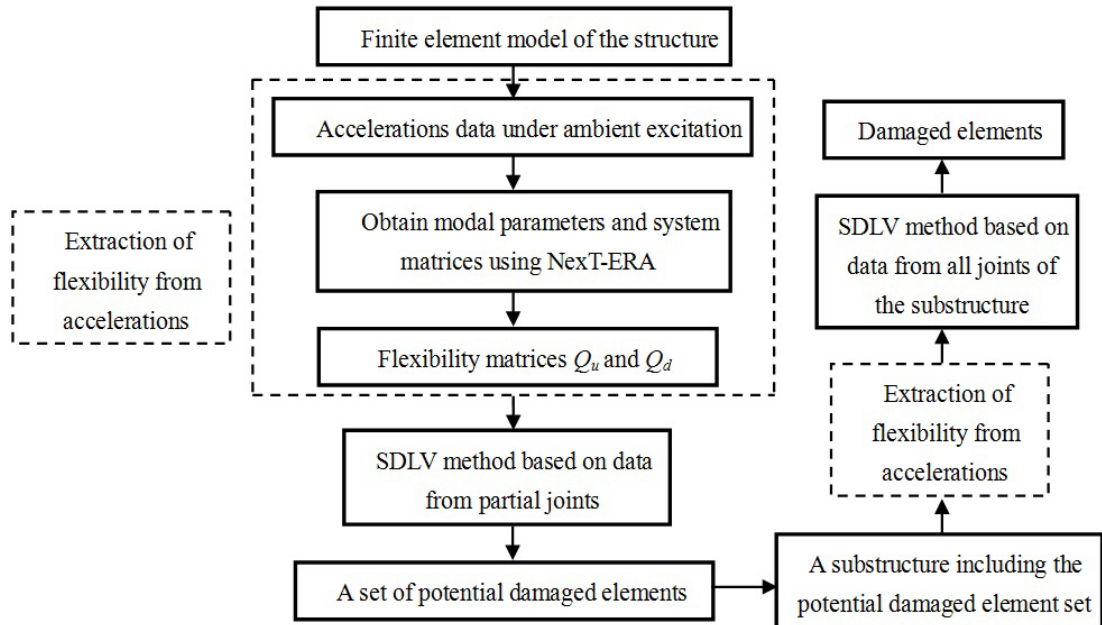 Finite element model of the structure
Accelerations data under ambient excitation
Obtain modal parameters and system
matrices using NexT-ERA
Flexibility matrices Qu and Qd
Extraction of
flexibility from
accelerations
SDLV method based on data
from partial joints
A set of potential damaged elements
A substructure including the
potential damaged element set
Extraction of
flexibility from
accelerations
SDLV method based on
data from all joints of
the substructure
Damaged elements